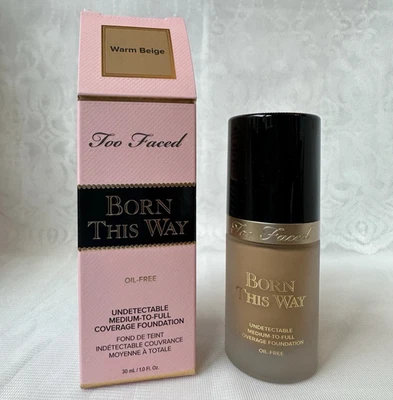 Warm Beige
Too Faced
BORN
THIS WAY
OIL-FREE
UNDETECTABLE
MEDIUM-TO-FULL
COVERAGE FOUNDATION
FOND DE TEINT
INDÉTECTABLE COUVRANCE
MOYENNE À TOTALE
30 mL/1.0 Fl. Oz.
Too Faced
BORN
THIS WAY
UNDETECTABLE
MEDIUM-TO-FULL
COVERAGE FOUNDATION
OIL-FREE